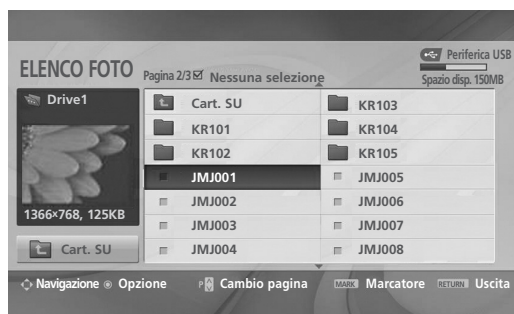 Periferica USB
ELENCO FOTO
Pagina 2/3 Nessuna selezione
Spazio disp. 150MB
Drive1
1366×768, 125KB
Cart. SU
Cart. SU
KR101
KR102
JMJ001
JMJ002
JMJ003
JMJ004
KR103
KR104
KR105
JMJ005
JMJ006
JMJ007
JMJ008
Navigazione Opzione P Cambio pagina MARK Marcatore RETURN Uscita